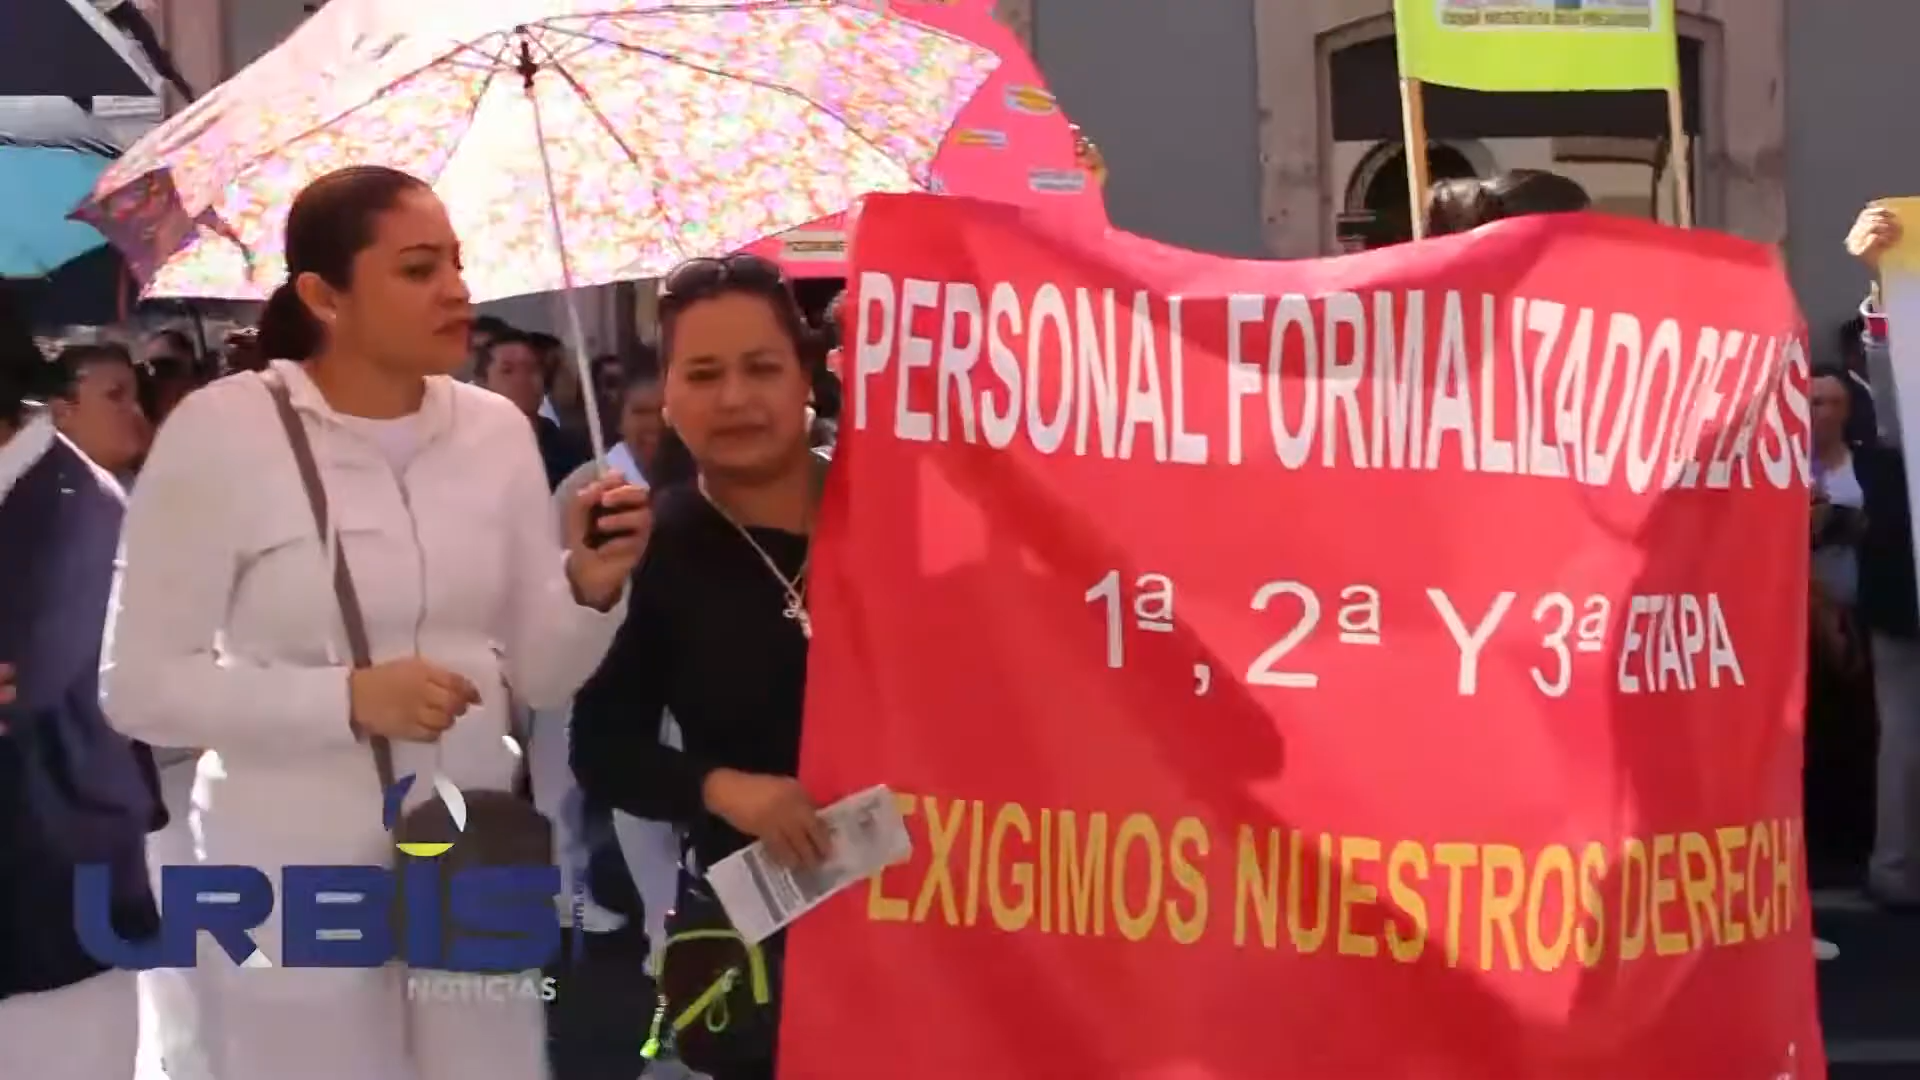 PERSONAL FORMALIZADO DE LA SS
1ª, 2ª Y 3ª ETAPA
EXIGIMOS NUESTROS DERECH
URBIS
NOTICIAS